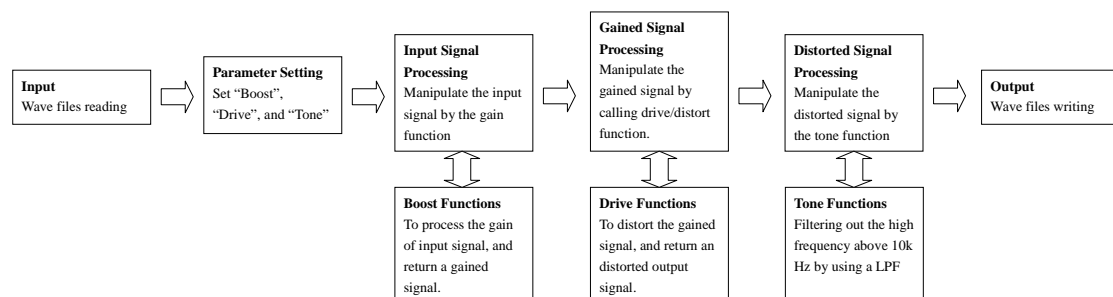 Input
Wave files reading
Parameter Setting
Set “Boost”,
“Drive”, and “Tone”
Input Signal
Processing
Manipulate the input
signal by the gain
function
Gained Signal
Processing
Manipulate the
gained signal by
calling drive/distort
function.
Distorted Signal
Processing
Manipulate the
distorted signal by
the tone function
Output
Wave files writing
Boost Functions
To process the gain
of input signal, and
return a gained
signal.
Drive Functions
To distort the gained
signal, and return an
distorted output
signal.
Tone Functions
Filtering out the high
frequency above 10k
Hz by using a LPF